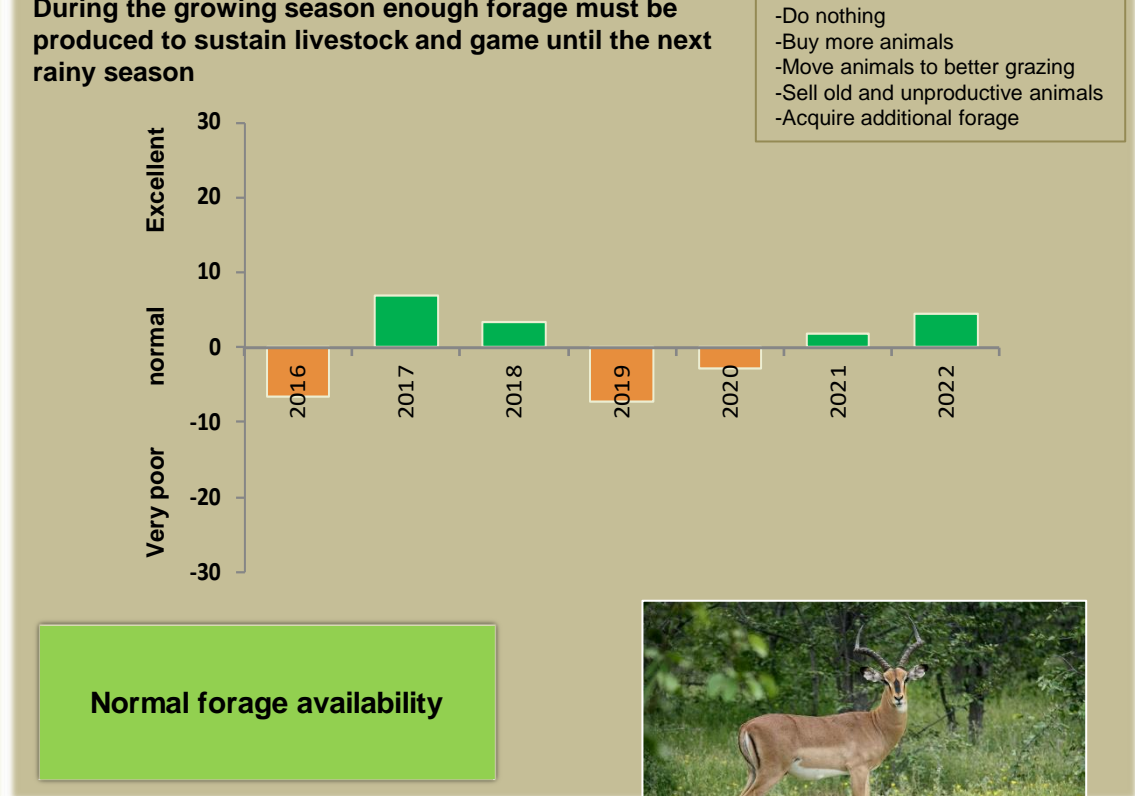 During the growing season enough forage must be
produced to sustain livestock and game until the next
rainy season
-Do nothing
-Buy more animals
-Move animals to better grazing
-Sell old and unproductive animals
-Acquire additional forage
Excellent
normal
Very poor
30
20
10
0
-10
-20
-30
2016
2017
2018
2019
2020
2021
2022
Normal forage availability